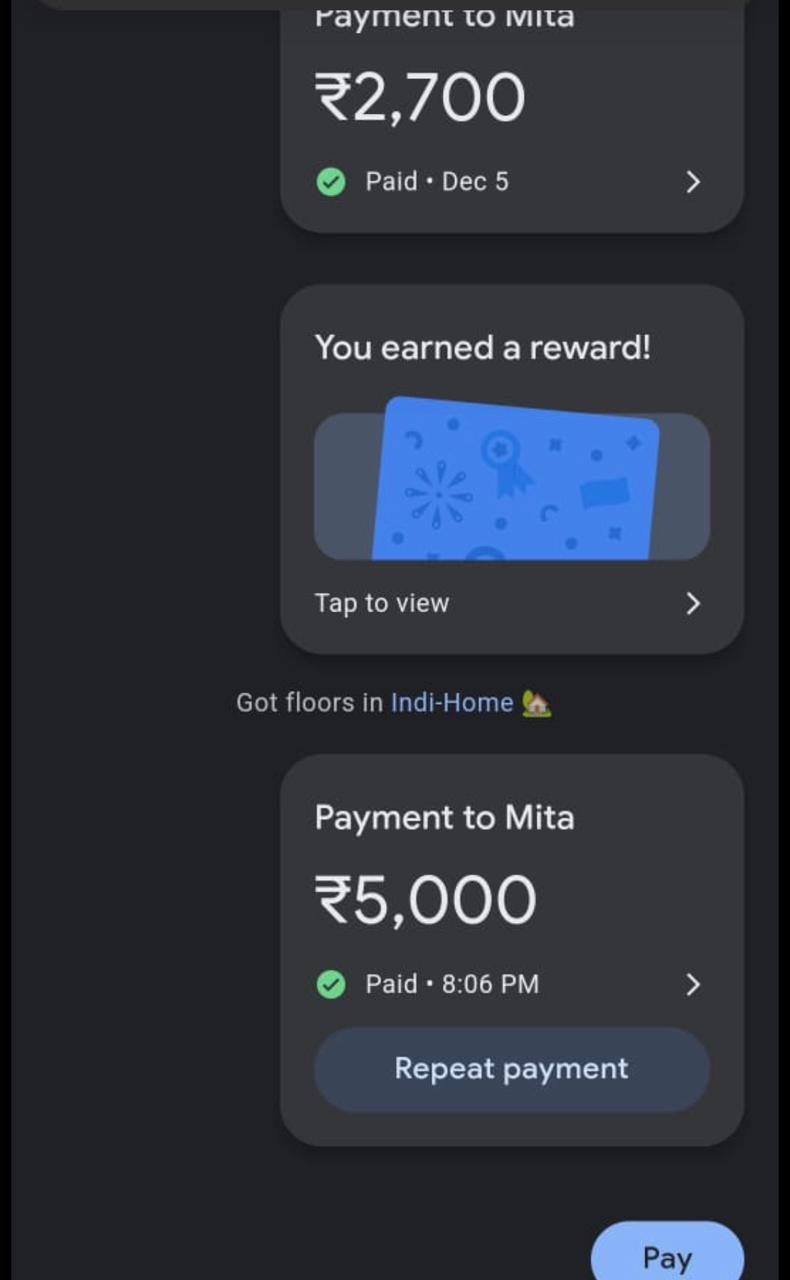 Payment to Mita
₹2,700
Paid • Dec 5
You earned a reward!
Tap to view
Got floors in Indi-Home 🏡
Payment to Mita
₹5,000
Paid • 8:06 PM
Repeat payment
Pay